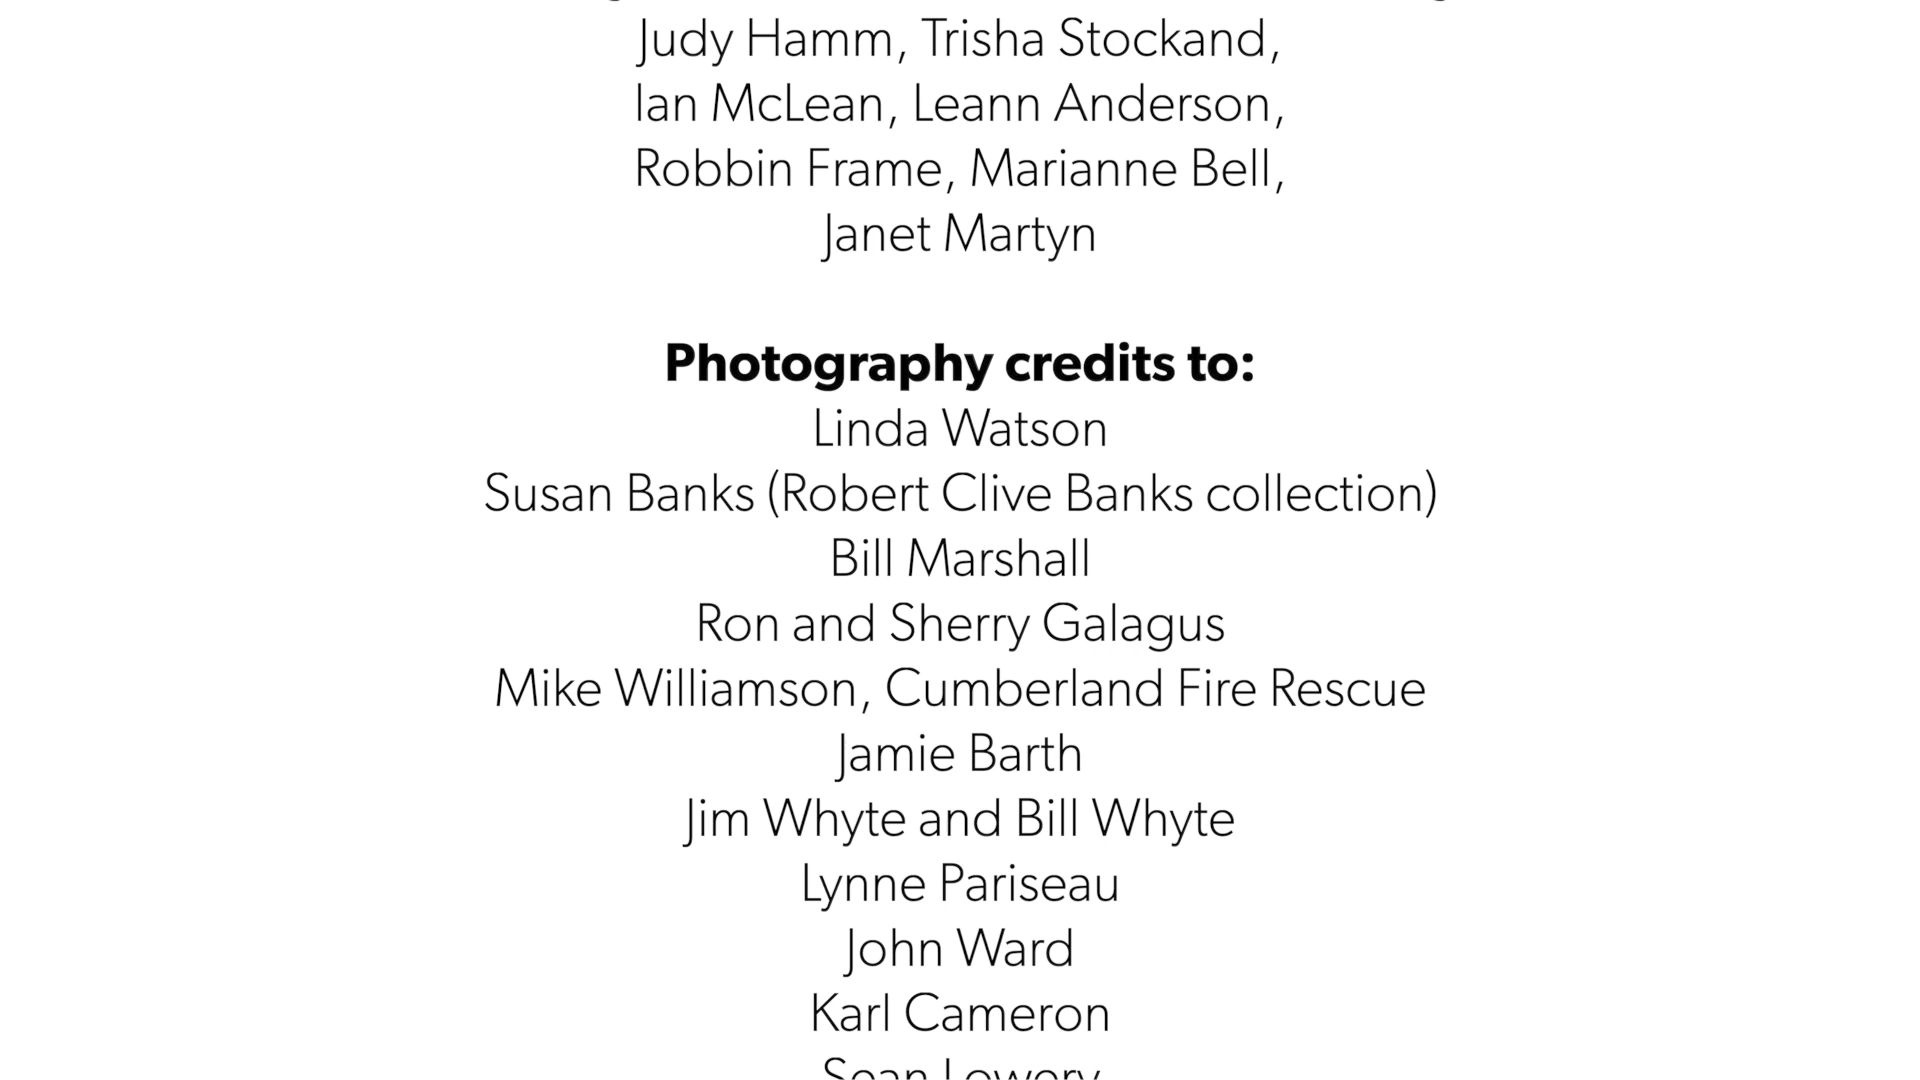 Judy Hamm, Trisha Stockand,
Ian McLean, Leann Anderson,
Robbin Frame, Marianne Bell,
Janet Martyn
Photography credits to:
Linda Watson
Susan Banks (Robert Clive Banks collection)
Bill Marshall
Ron and Sherry Galagus
Mike Williamson, Cumberland Fire Rescue
Jamie Barth
Jim Whyte and Bill Whyte
Lynne Pariseau
John Ward
Karl Cameron
Sean Lowery